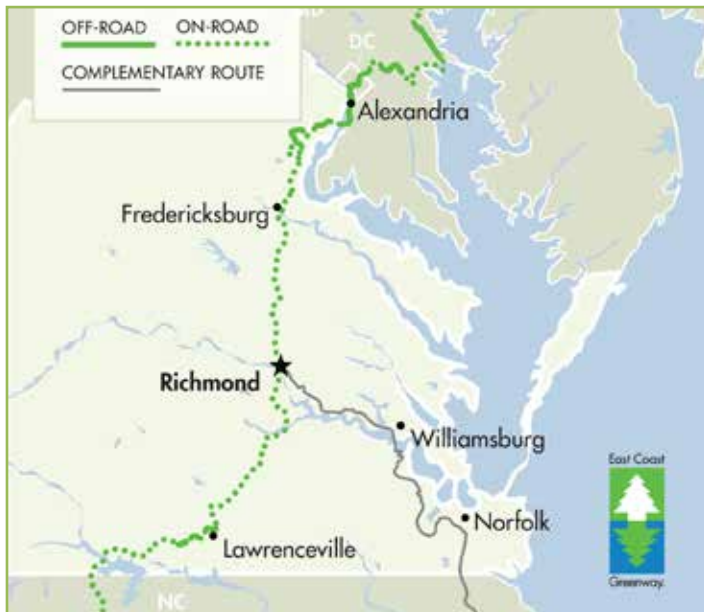 OFF-ROAD ON-ROAD
COMPLEMENTARY ROUTE
DC
Alexandria
Fredericksburg
Richmond
Williamsburg
East Coast
Greenway.
Norfolk
Lawrenceville
NC